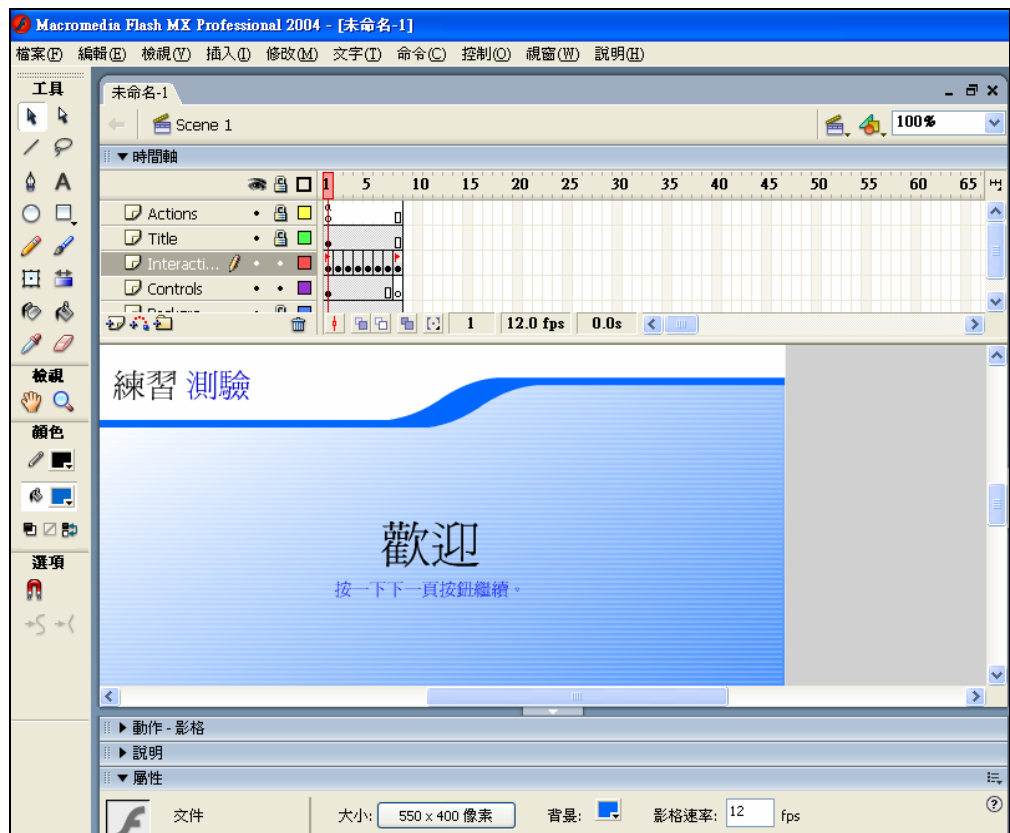 Macromedia Flash MX Professional 2004 - [未命名-1]
檔案(F) 編輯(E) 檢視(V) 插入(I) 修改(M) 文字(T) 命令(C) 控制(O) 視窗(W) 說明(H)
工具
未命名-1
Scene 1
100%
時間軸
1 5 10 15 20 25 30 35 40 45 50 55 60 65
Actions
Title
Interacti...
Controls
1 12.0 fps 0.0s
檢視
顏色
選項
練習 測驗
歡迎
按一下下一頁按鈕繼續。
動作 - 影格
說明
屬性
文件 大小: 550 x 400 像素 背景: 影格速率: 12 fps